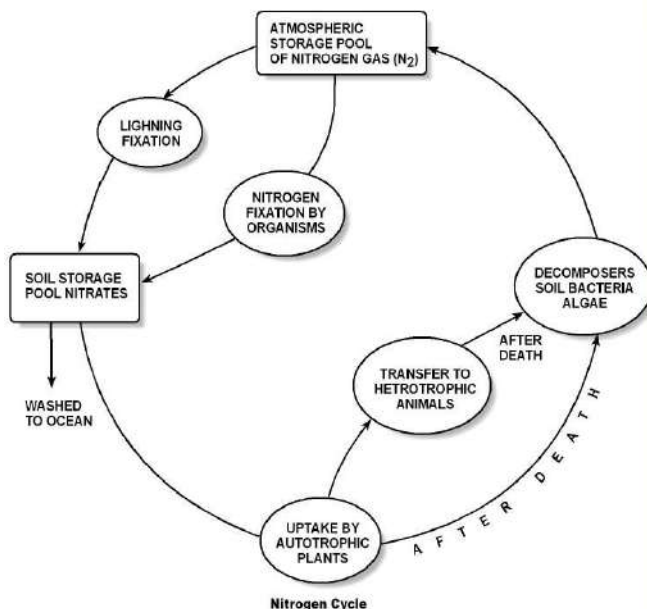 ATMOSPHERIC
STORAGE POOL
OF NITROGEN GAS (N₂)
LIGHNING
FIXATION
NITROGEN
FIXATION BY
ORGANISMS
SOIL STORAGE
POOL NITRATES
DECOMPOSERS
SOIL BACTERIA
ALGAE
AFTER
DEATH
TRANSFER TO
HETROTROPHIC
ANIMALS
WASHED
TO OCEAN
AFTER DEATH
UPTAKE BY
AUTOTROPHIC
PLANTS
Nitrogen Cycle